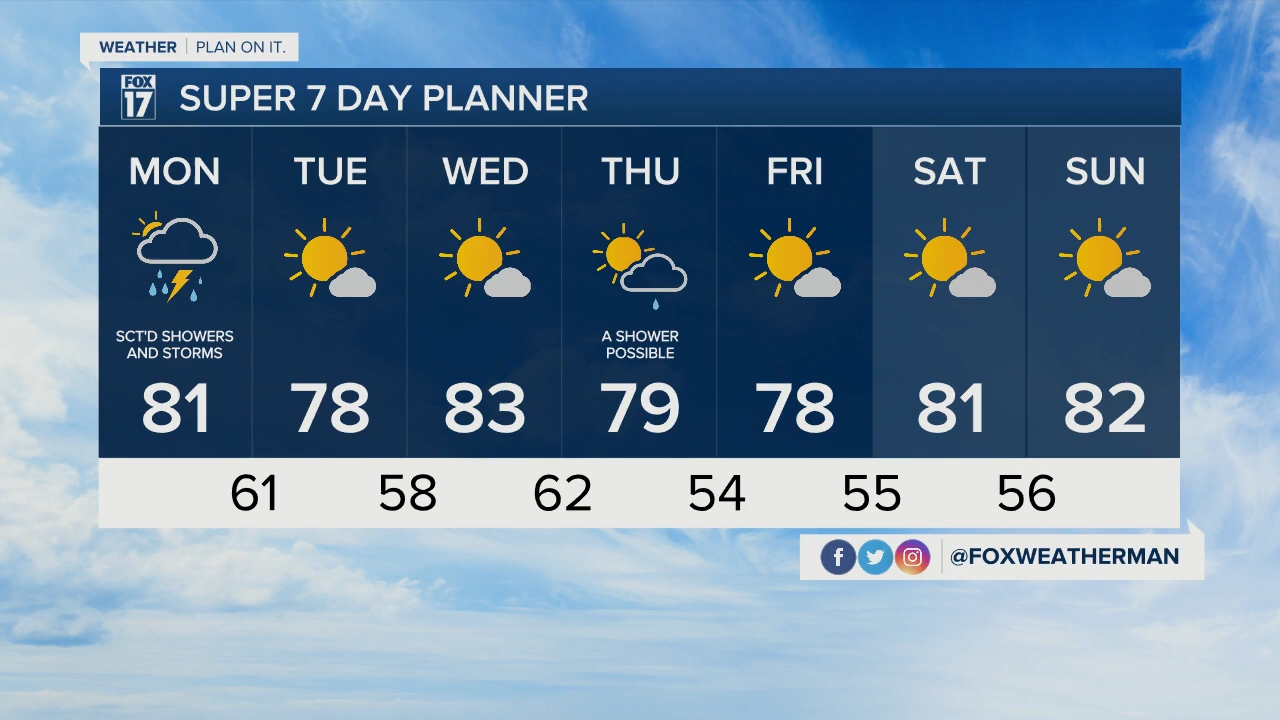 WEATHER | PLAN ON IT.
FOX
17
SUPER 7 DAY PLANNER
MON TUE WED THU FRI SAT SUN
SCT'D SHOWERS
AND STORMS
A SHOWER
POSSIBLE
81 78 83 79 78 81 82
61 58 62 54 55 56
@FOXWEATHERMAN